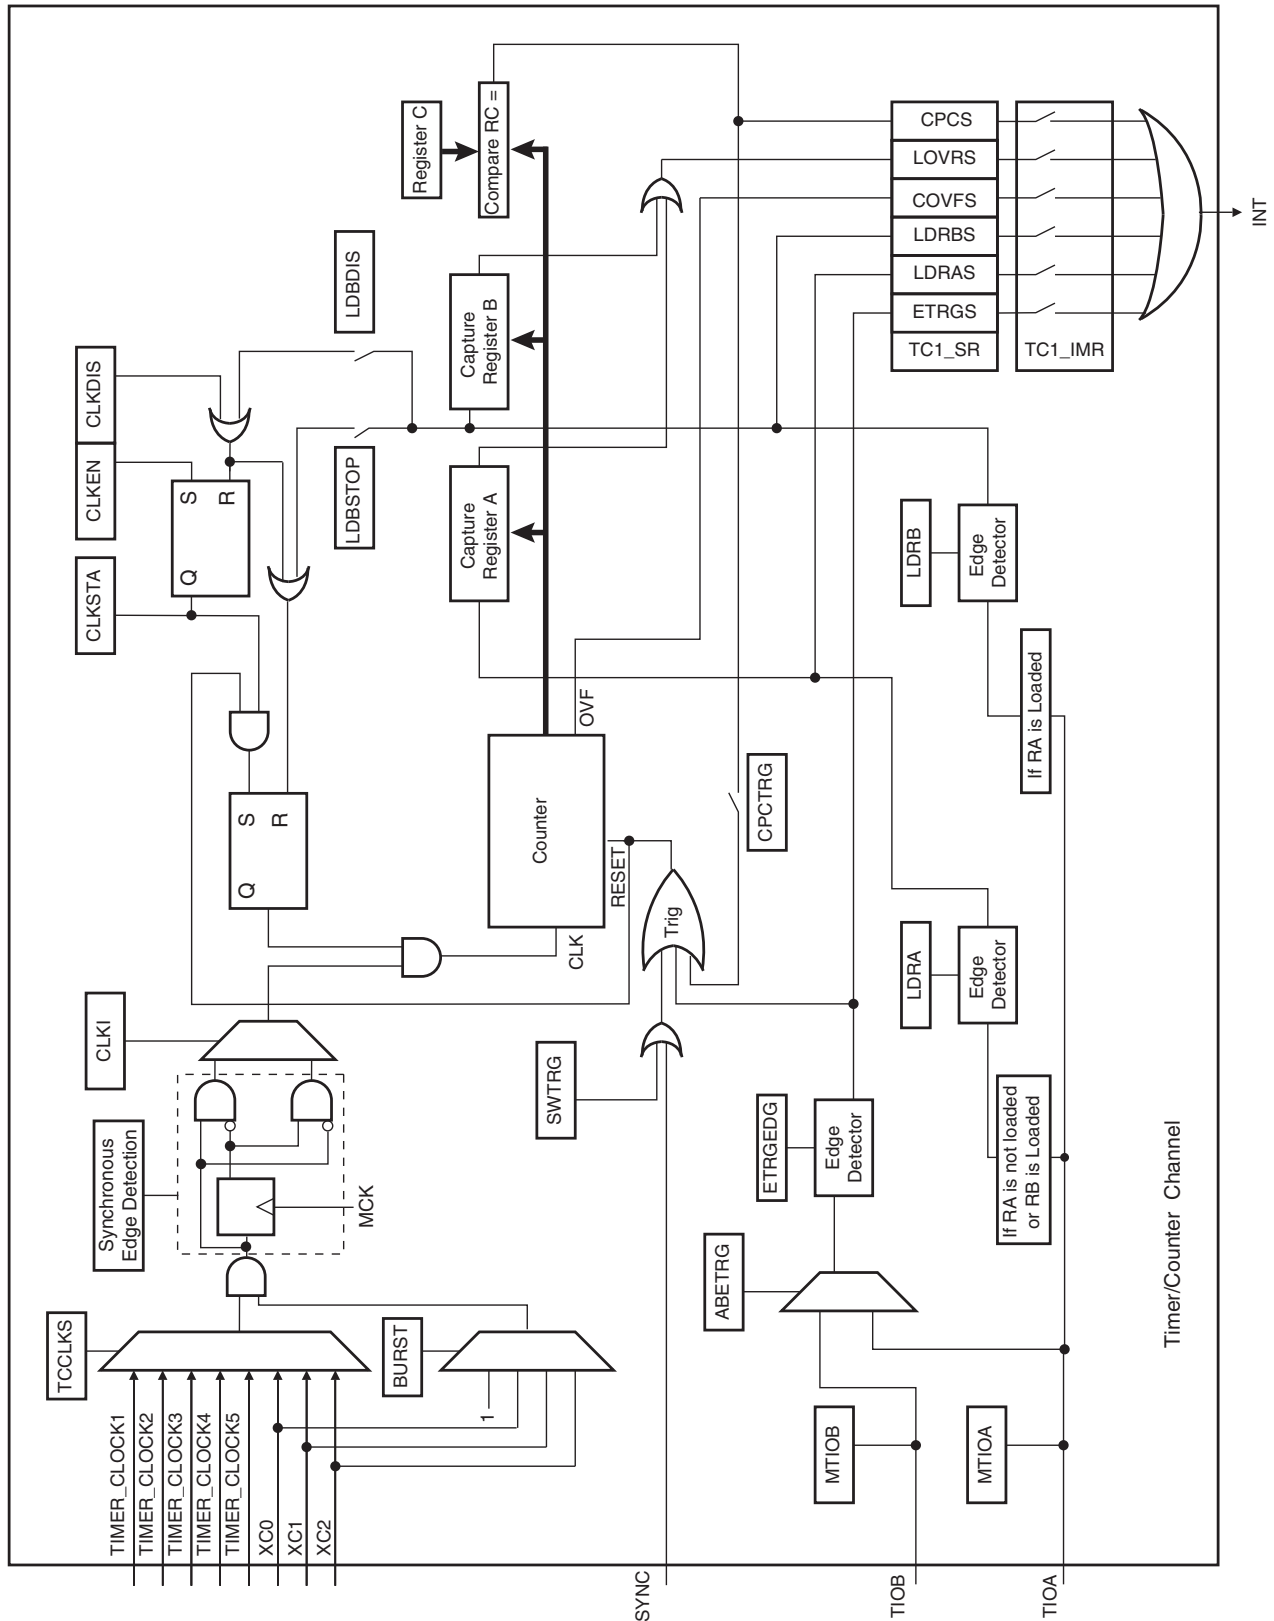 TCCLKS
TIMER_CLOCK1
TIMER_CLOCK2
TIMER_CLOCK3
TIMER_CLOCK4
TIMER_CLOCK5
XC0
XC1
XC2
Synchronous
Edge Detection
CLKI
BURST
1
MCK
CLKSTA
CLKEN
CLKDIS
Q
S
R
Q
S
R
LDBSTOP
LDBDIS
SYNC
SWTRG
CLK
Counter
RESET
OVF
Trig
Capture
Register A
Capture
Register B
Register C
Compare RC =
CPCTRG
TIOB
MTIOB
ABETRG
ETRGEDG
Edge
Detector
TIOA
MTIOA
If RA is not loaded
or RB is Loaded
LDRA
Edge
Detector
If RA is Loaded
LDRB
Edge
Detector
CPCS
LOVRS
COVFS
LDRBS
LDRAS
ETRGS
TC1_SR
TC1_IMR
INT
Timer/Counter Channel